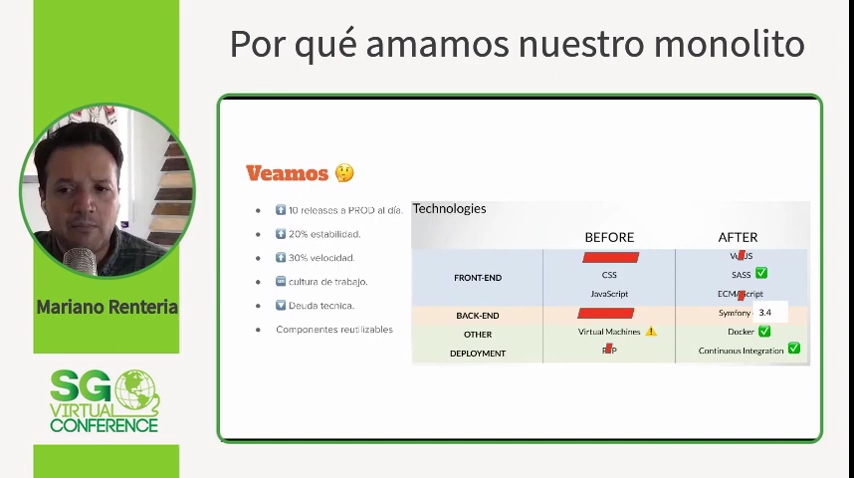 Por qué amamos nuestro monolito
Veamos
10 releases a PROD al día.
20% estabilidad.
30% velocidad.
cultura de trabajo.
Deuda tecnica.
Componentes reutilizables
Technologies
BEFORE AFTER
FRONT-END
CSS SASS
JavaScript
BACK-END Symfony 3.4
OTHER Virtual Machines Docker
DEPLOYMENT Continuous Integration
Mariano Renteria
SG
VIRTUAL
CONFERENCE